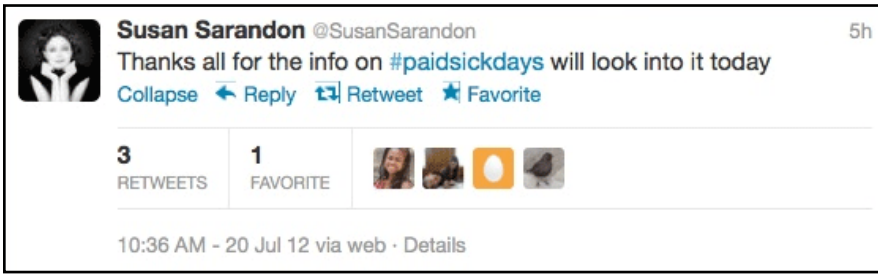 Susan Sarandon @SusanSarandon 5h
Thanks all for the info on #paidsickdays will look into it today
Collapse Reply Retweet Favorite
3 1
RETWEETS FAVORITE
10:36 AM - 20 Jul 12 via web · Details